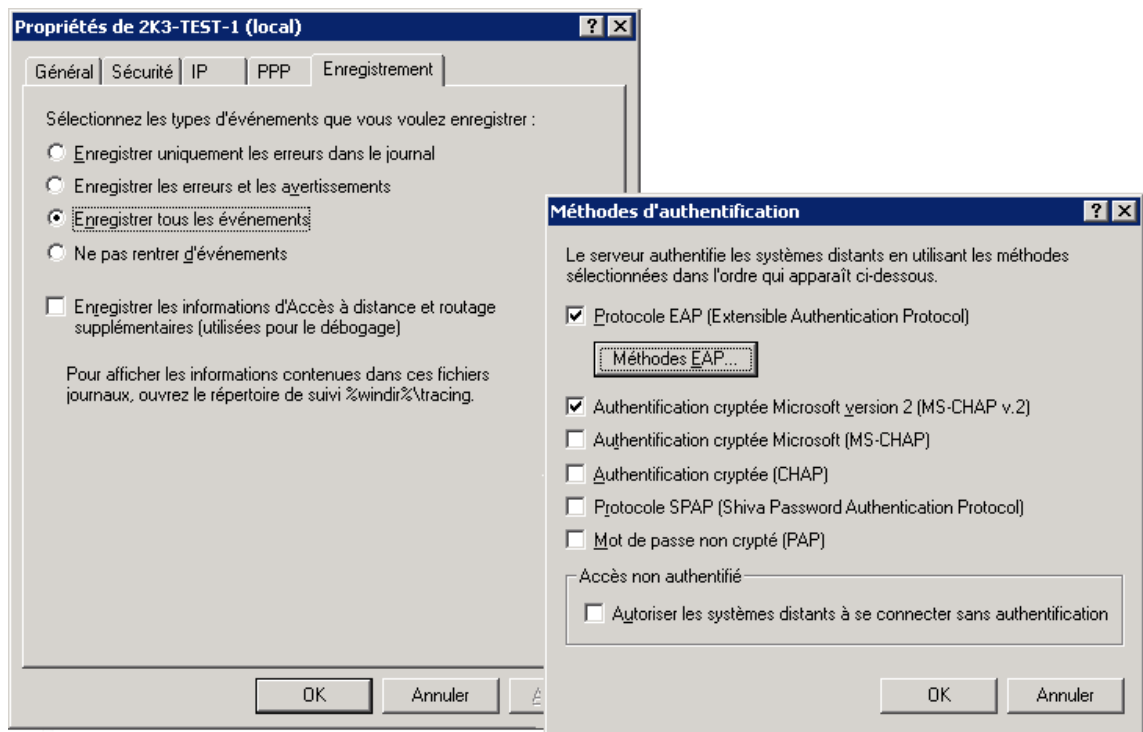 Propriétés de 2K3-TEST-1 (local)
Général Sécurité IP PPP Enregistrement
Sélectionnez les types d'événements que vous voulez enregistrer :
Enregistrer uniquement les erreurs dans le journal
Enregistrer les erreurs et les avertissements
Enregistrer tous les événements
Ne pas rentrer d'événements
Enregistrer les informations d'Accès à distance et routage
supplémentaires (utilisées pour le débogage)
Pour afficher les informations contenues dans ces fichiers
journaux, ouvrez le répertoire de suivi %windir%\tracing.
OK Annuler
Méthodes d'authentification
Le serveur authentifie les systèmes distants en utilisant les méthodes
sélectionnées dans l'ordre qui apparaît ci-dessous.
Protocole EAP (Extensible Authentication Protocol)
Méthodes EAP...
Authentification cryptée Microsoft version 2 (MS-CHAP v.2)
Authentification cryptée Microsoft (MS-CHAP)
Authentification cryptée (CHAP)
Protocole SPAP (Shiva Password Authentication Protocol)
Mot de passe non crypté (PAP)
Accès non authentifié
Autoriser les systèmes distants à se connecter sans authentification
OK Annuler